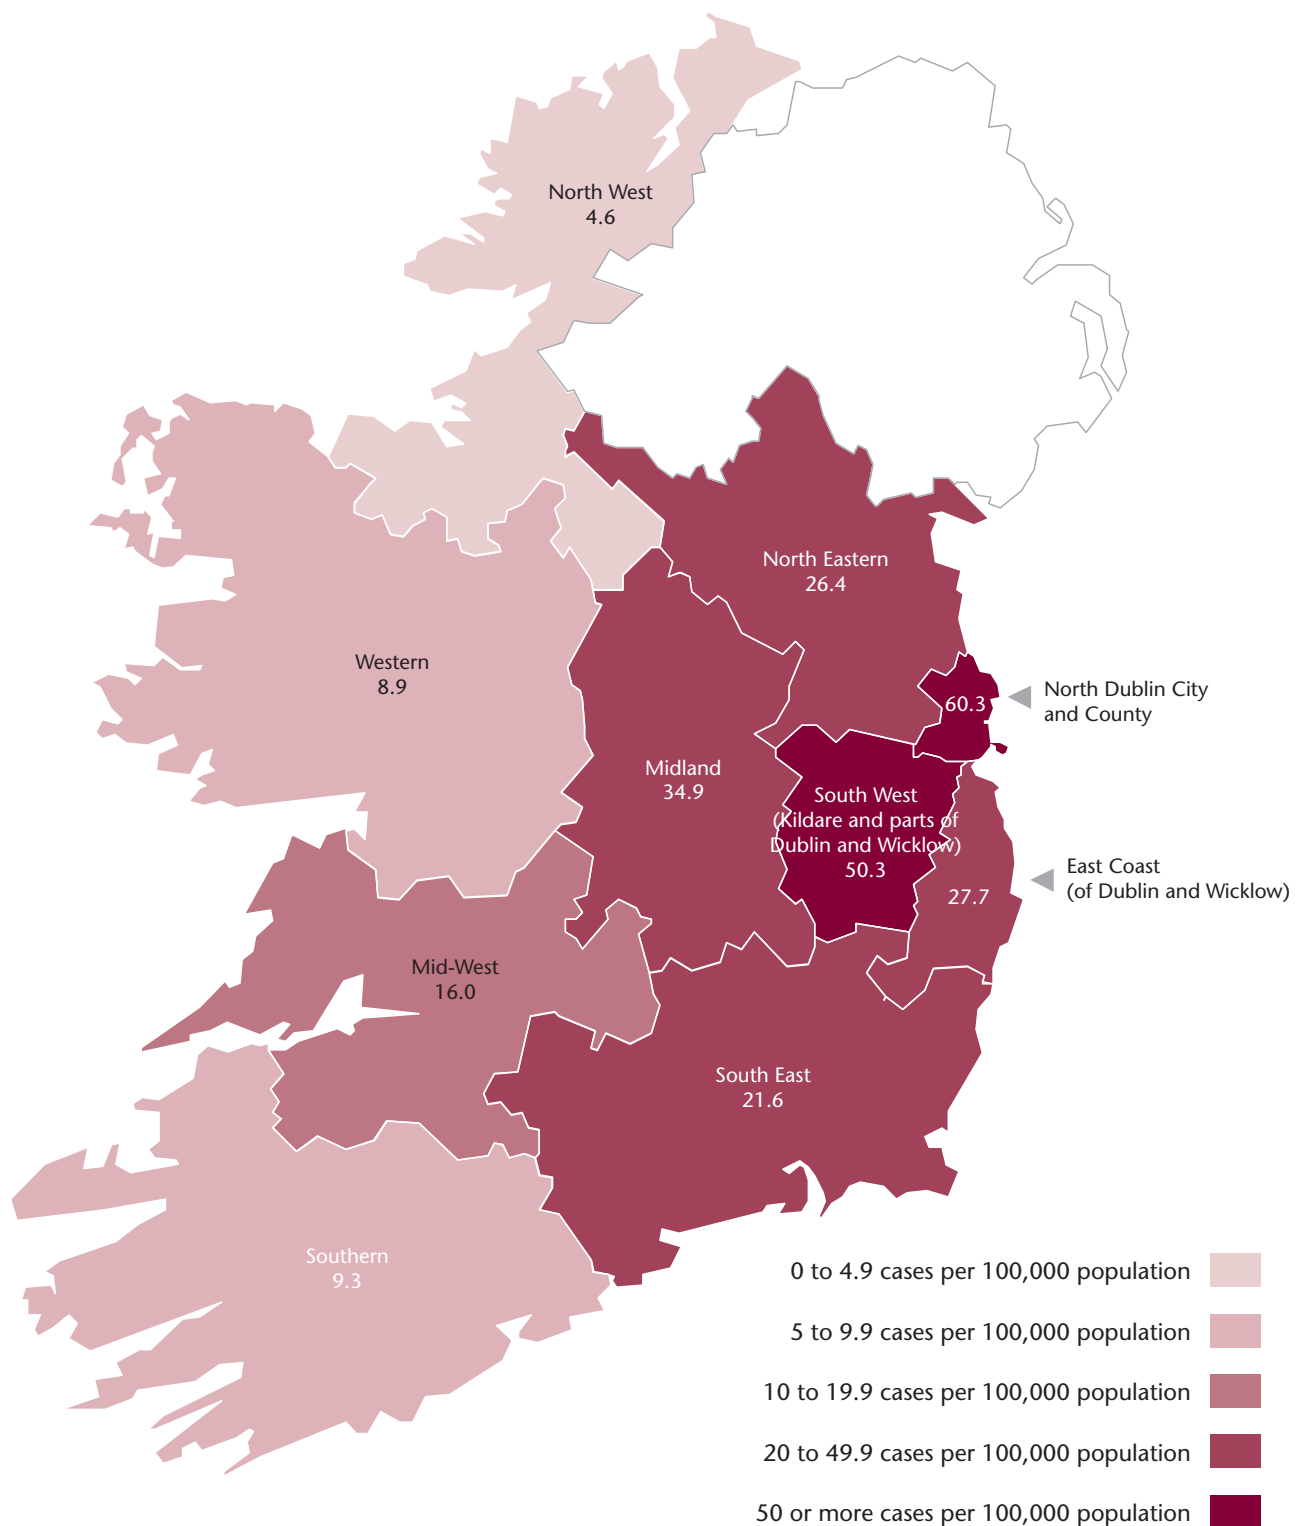 North West
4.6
North Eastern
26.4
Western
8.9
North Dublin City
and County
60.3
Midland
34.9
South West
(Kildare and parts of
Dublin and Wicklow)
50.3
East Coast
(of Dublin and Wicklow)
27.7
Mid-West
16.0
South East
21.6
Southern
9.3
0 to 4.9 cases per 100,000 population
5 to 9.9 cases per 100,000 population
10 to 19.9 cases per 100,000 population
20 to 49.9 cases per 100,000 population
50 or more cases per 100,000 population